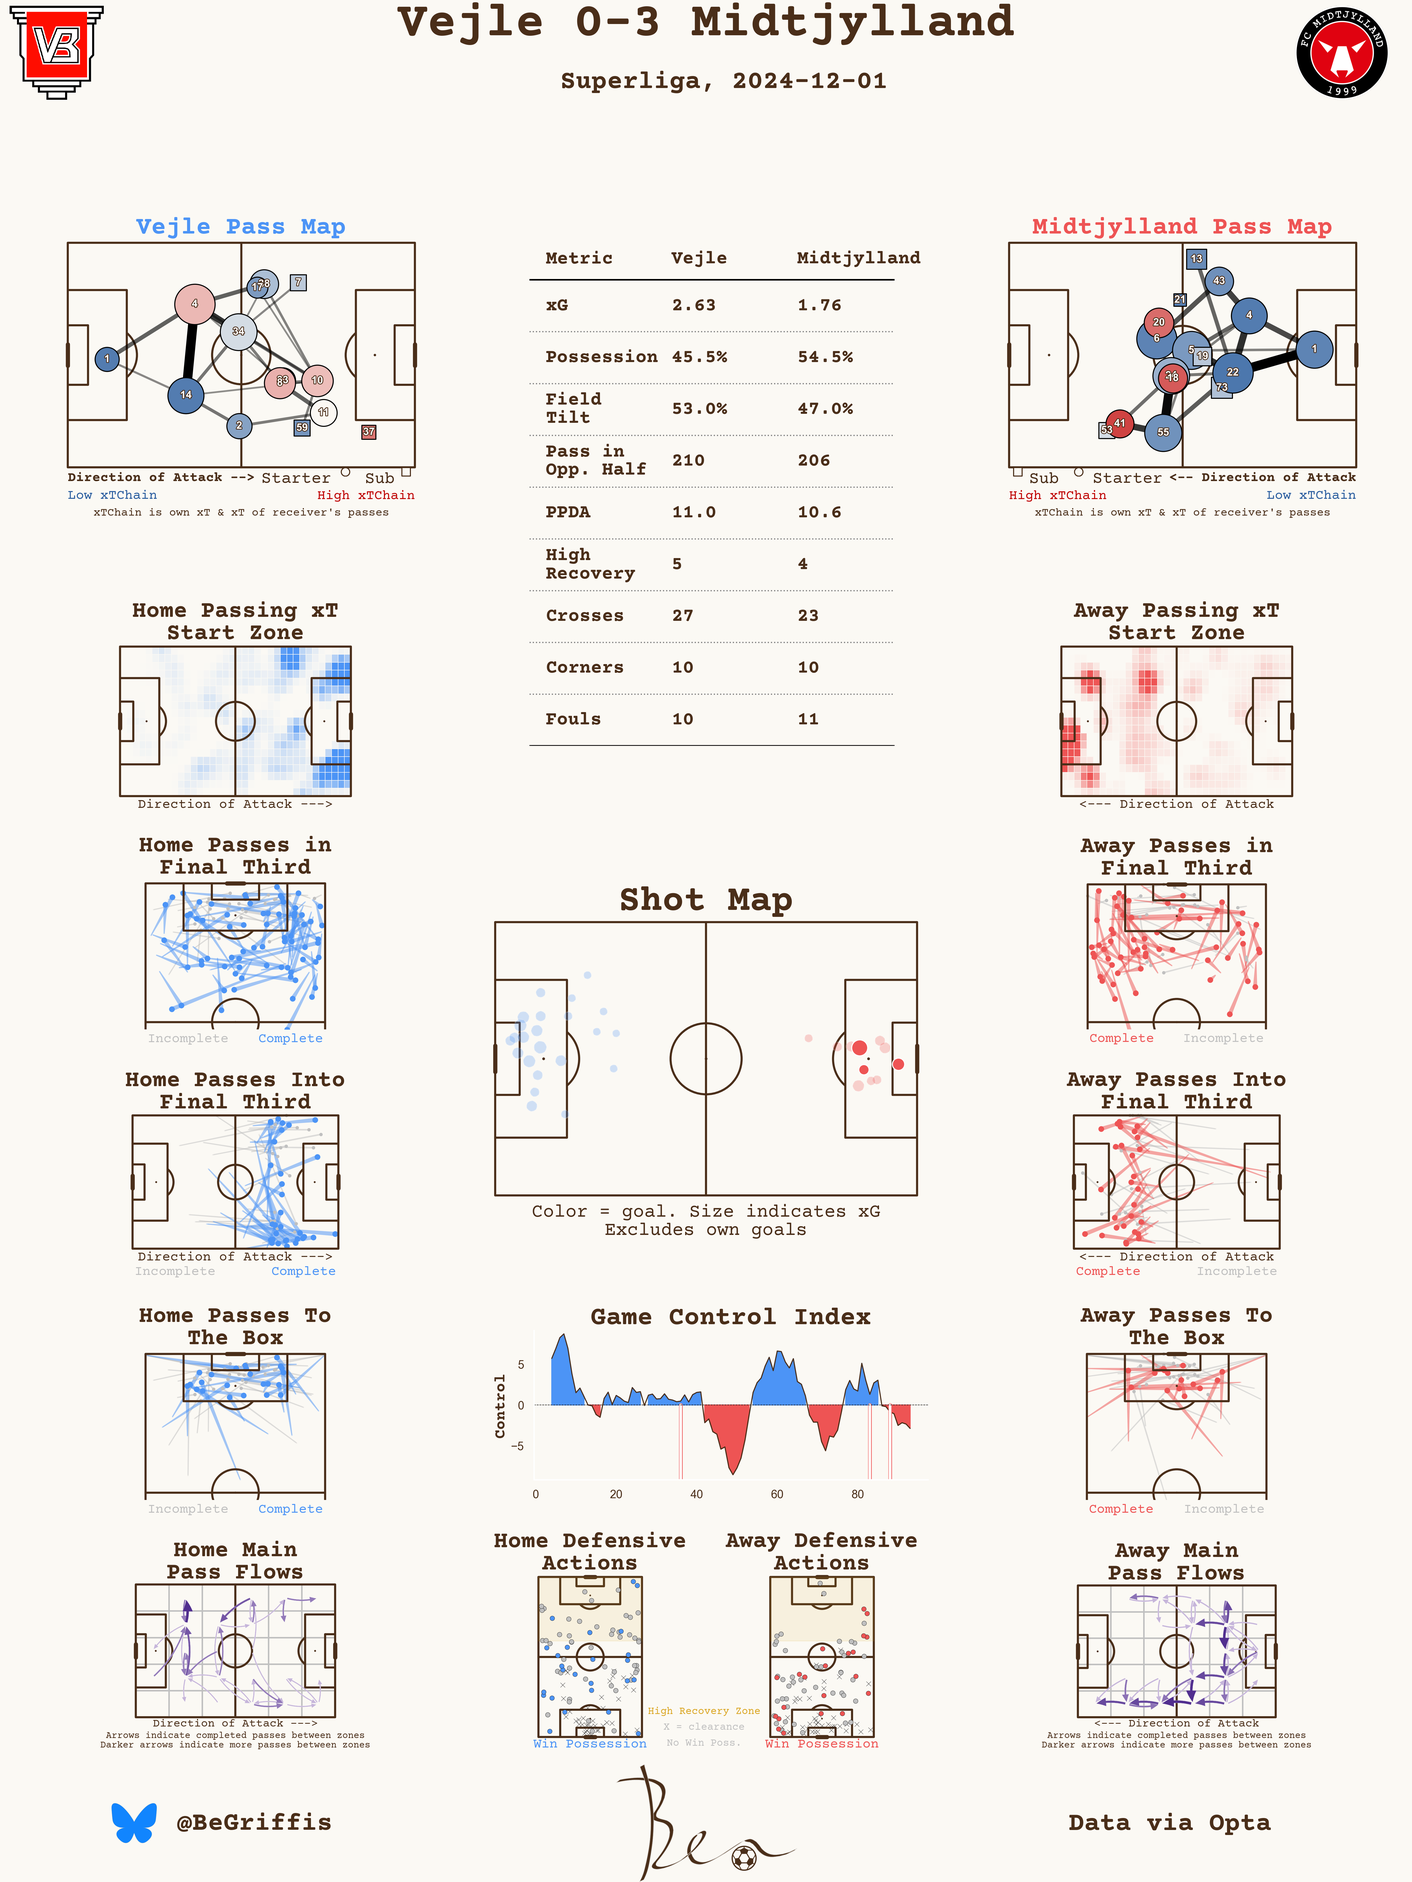 Vejle 0-3 Midtjylland
Superliga, 2024-12-01
VB
FC MIDTJYLLAND
1999
Vejle Pass Map
4
17
7
34
1
10
14
11
2
59
37
Direction of Attack --> Starter Sub
Low xTChain High xTChain
xTChain is own xT & xT of receiver's passes
Metric Vejle Midtjylland
xG 2.63 1.76
Possession 45.5% 54.5%
Field
Tilt 53.0% 47.0%
Pass in
Opp. Half 210 206
PPDA 11.0 10.6
High
Recovery 5 4
Crosses 27 23
Corners 10 10
Fouls 10 11
Midtjylland Pass Map
13
43
21
20
4
6
5
19
1
22
18
73
53
41
55
Sub Starter <-- Direction of Attack
High xTChain Low xTChain
xTChain is own xT & xT of receiver's passes
Home Passing xT
Start Zone
Direction of Attack --->
Away Passing xT
Start Zone
<--- Direction of Attack
Home Passes in
Final Third
Incomplete Complete
Away Passes in
Final Third
Complete Incomplete
Shot Map
Color = goal. Size indicates xG
Excludes own goals
Home Passes Into
Final Third
Direction of Attack --->
Incomplete Complete
Away Passes Into
Final Third
<--- Direction of Attack
Complete Incomplete
Home Passes To
The Box
Incomplete Complete
Game Control Index
Control
5
0
−5
0 20 40 60 80
Away Passes To
The Box
Complete Incomplete
Home Main
Pass Flows
Direction of Attack --->
Arrows indicate completed passes between zones
Darker arrows indicate more passes between zones
Home Defensive
Actions
Win Possession
High Recovery Zone
X = clearance
No Win Poss.
Away Defensive
Actions
Win Possession
Away Main
Pass Flows
<--- Direction of Attack
Arrows indicate completed passes between zones
Darker arrows indicate more passes between zones
@BeGriffis
Ben
Data via Opta